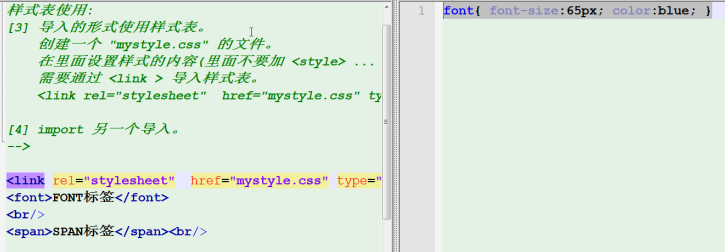 样式表使用:
[3] 导入的形式使用样式表。
创建一个 "mystyle.css" 的文件。
在里面设置样式的内容(里面不要加 <style> ...
需要通过 <link > 导入样式表。
<link rel="stylesheet"  href="mystyle.css" ty
[4] import 另一个导入。
-->
<link rel="stylesheet"  href="mystyle.css" type="
<font>FONT标签</font>
<br/>
<span>SPAN标签</span><br/>
1 font{ font-size:65px; color:blue; }